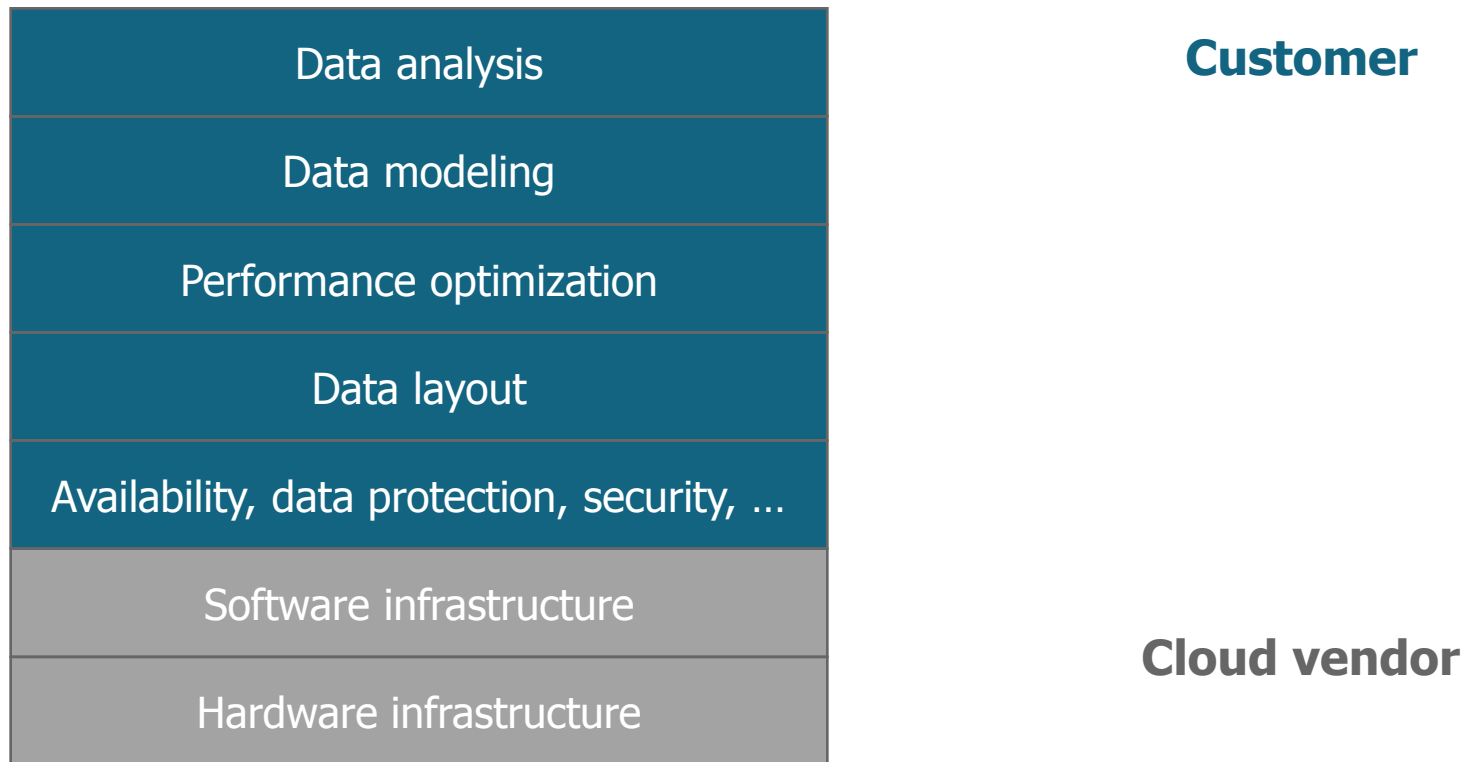 Data analysis
Customer
Data modeling
Performance optimization
Data layout
Availability, data protection, security, …
Software infrastructure
Cloud vendor
Hardware infrastructure